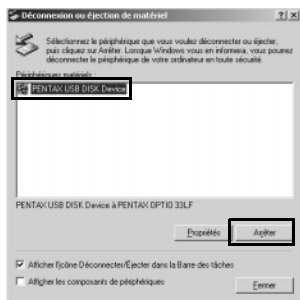 Déconnexion ou éjection de matériel
Sélectionnez le périphérique que vous voulez déconnecter ou éjecter,
puis cliquez sur Arrêter. Lorsque Windows vous en informera, vous pourrez
déconnecter le périphérique de votre ordinateur en toute sécurité.
Périphériques matériels :
PENTAX USB DISK Device
PENTAX USB DISK Device à PENTAX OPTIO 33LF
Propriétés
Arrêter
Afficher l'icône Déconnecter/Éjecter dans la Barre des tâches
Afficher les composants de périphériques
Fermer